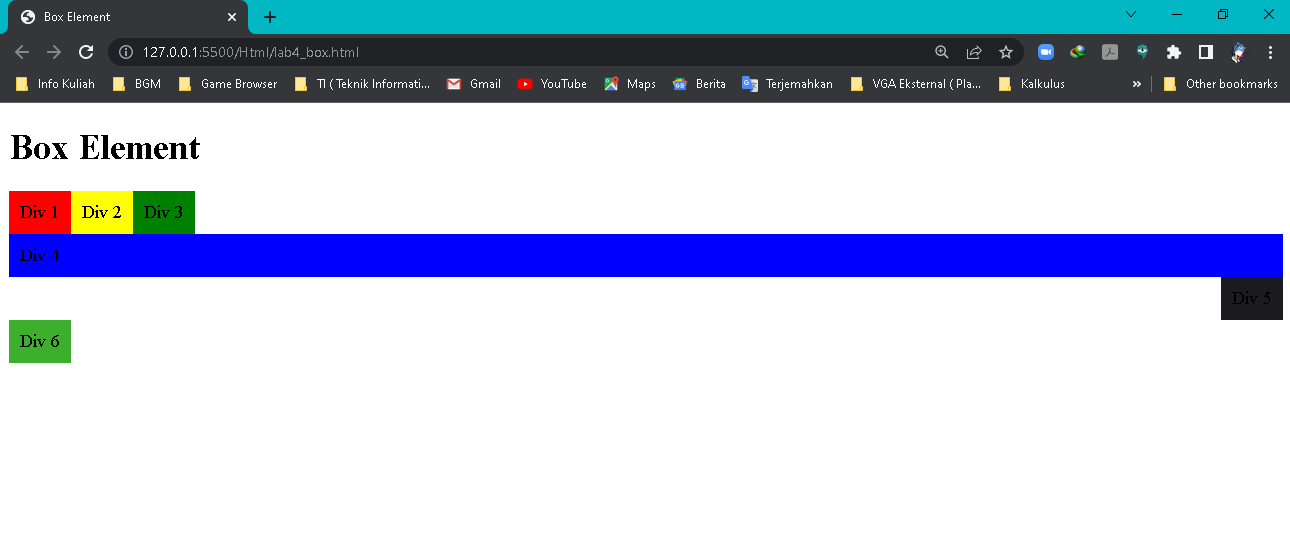 Box Element
127.0.0.1:5500/Html/lab4_box.html
Info Kuliah BGM Game Browser TI ( Teknik Informati... Gmail YouTube Maps Berita Terjemahkan VGA Eksternal ( Pla... Kalkulus » Other bookmarks
Box Element
Div 1 Div 2 Div 3
Div 4
Div 5
Div 6